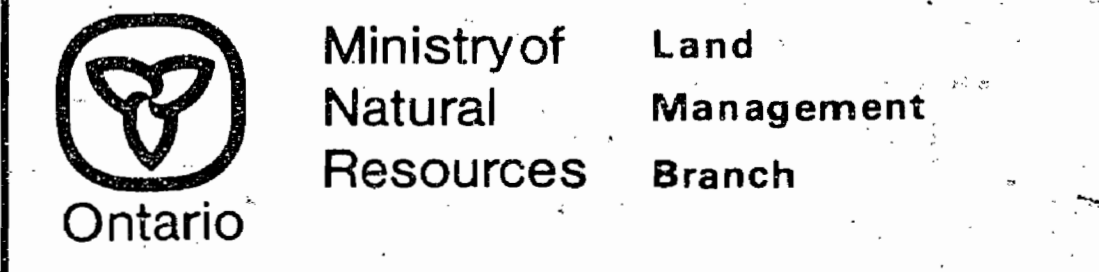 Ministry of
Natural
Resources
Land
Management
Branch
Ontario